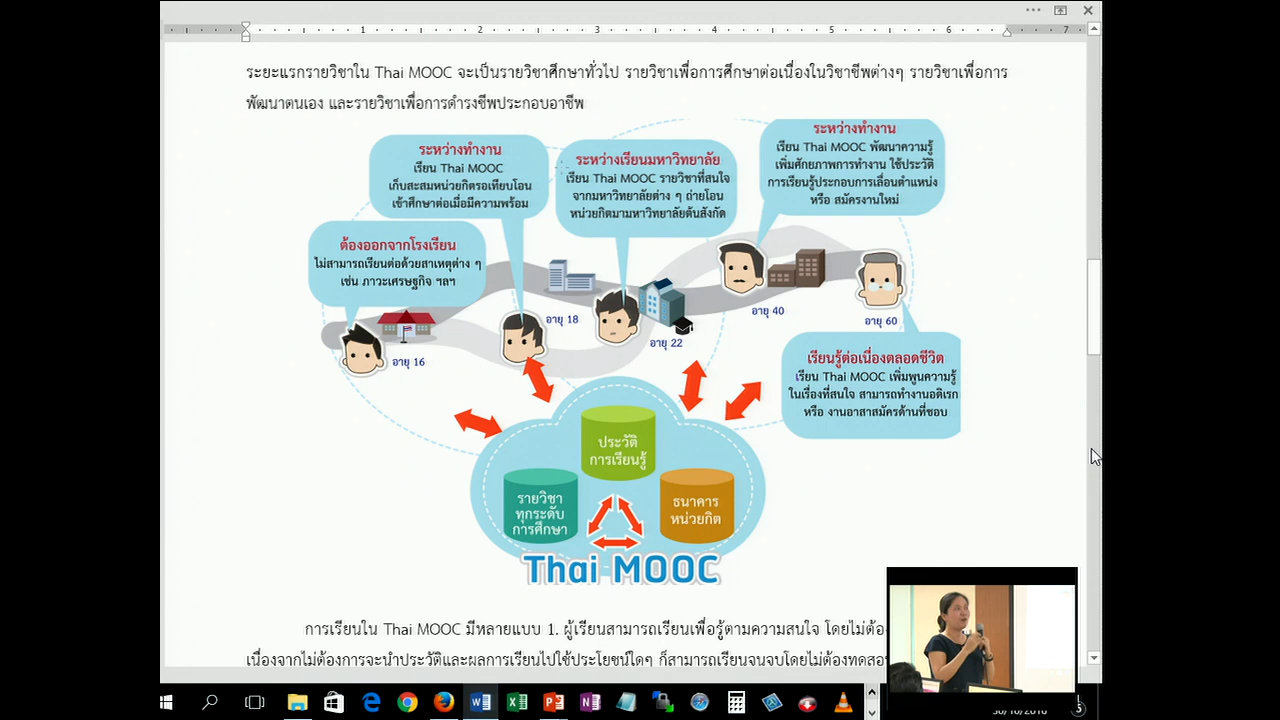 1 2 3 4 5 6 7
ระยะแรกรายวิชาใน Thai MOOC จะเป็นรายวิชาศึกษาทั่วไป รายวิชาเพื่อการศึกษาต่อเนื่องในวิชาชีพต่างๆ รายวิชาเพื่อการ
พัฒนาตนเอง และรายวิชาเพื่อการดำรงชีพประกอบอาชีพ
ต้องออกจากโรงเรียน
ไม่สามารถเรียนต่อด้วยสาเหตุต่าง ๆ
เช่น ภาวะเศรษฐกิจ ฯลฯ
อายุ 16
ระหว่างทำงาน
เรียน Thai MOOC
เก็บสะสมหน่วยกิตรอเทียบโอน
เข้าศึกษาต่อเมื่อมีความพร้อม
อายุ 18
ระหว่างเรียนมหาวิทยาลัย
เรียน Thai MOOC รายวิชาที่สนใจ
จากมหาวิทยาลัยต่าง ๆ ถ่ายโอน
หน่วยกิตมามหาวิทยาลัยต้นสังกัด
อายุ 22
ระหว่างทำงาน
เรียน Thai MOOC พัฒนาความรู้
เพิ่มศักยภาพการทำงาน ใช้ประวัติ
การเรียนรู้ประกอบการเลื่อนตำแหน่ง
หรือ สมัครงานใหม่
อายุ 40
อายุ 60
เรียนรู้ต่อเนื่องตลอดชีวิต
เรียน Thai MOOC เพิ่มพูนความรู้
ในเรื่องที่สนใจ สามารถทำงานอดิเรก
หรือ งานอาสาสมัครด้านที่ชอบ
ประวัติ
การเรียนรู้
รายวิชา
ทุกระดับ
การศึกษา
ธนาคาร
หน่วยกิต
Thai MOOC
การเรียนใน Thai MOOC มีหลายแบบ 1. ผู้เรียนสามารถเรียนเพื่อรู้ตามความสนใจ โดยไม่ต้อง
เนื่องจากไม่ต้องการจะนำประวัติและผลการเรียนไปใช้ประโยชน์ใดๆ ก็สามารถเรียนจนจบโดยไม่ต้องทดสอบ